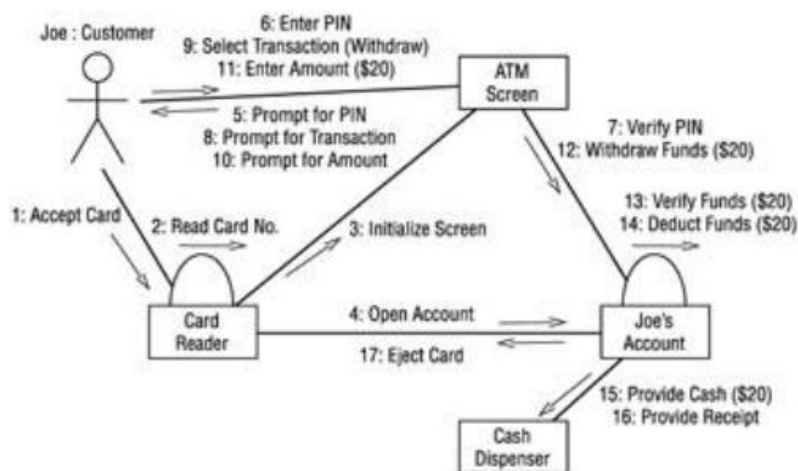 Joe : Customer
6: Enter PIN
9: Select Transaction (Withdraw)
11: Enter Amount ($20)
ATM
Screen
5: Prompt for PIN
8: Prompt for Transaction
10: Prompt for Amount
7: Verify PIN
12: Withdraw Funds ($20)
1: Accept Card
2: Read Card No.
3: Initialize Screen
13: Verify Funds ($20)
14: Deduct Funds ($20)
Card
Reader
4: Open Account
17: Eject Card
Joe's
Account
15: Provide Cash ($20)
16: Provide Receipt
Cash
Dispenser